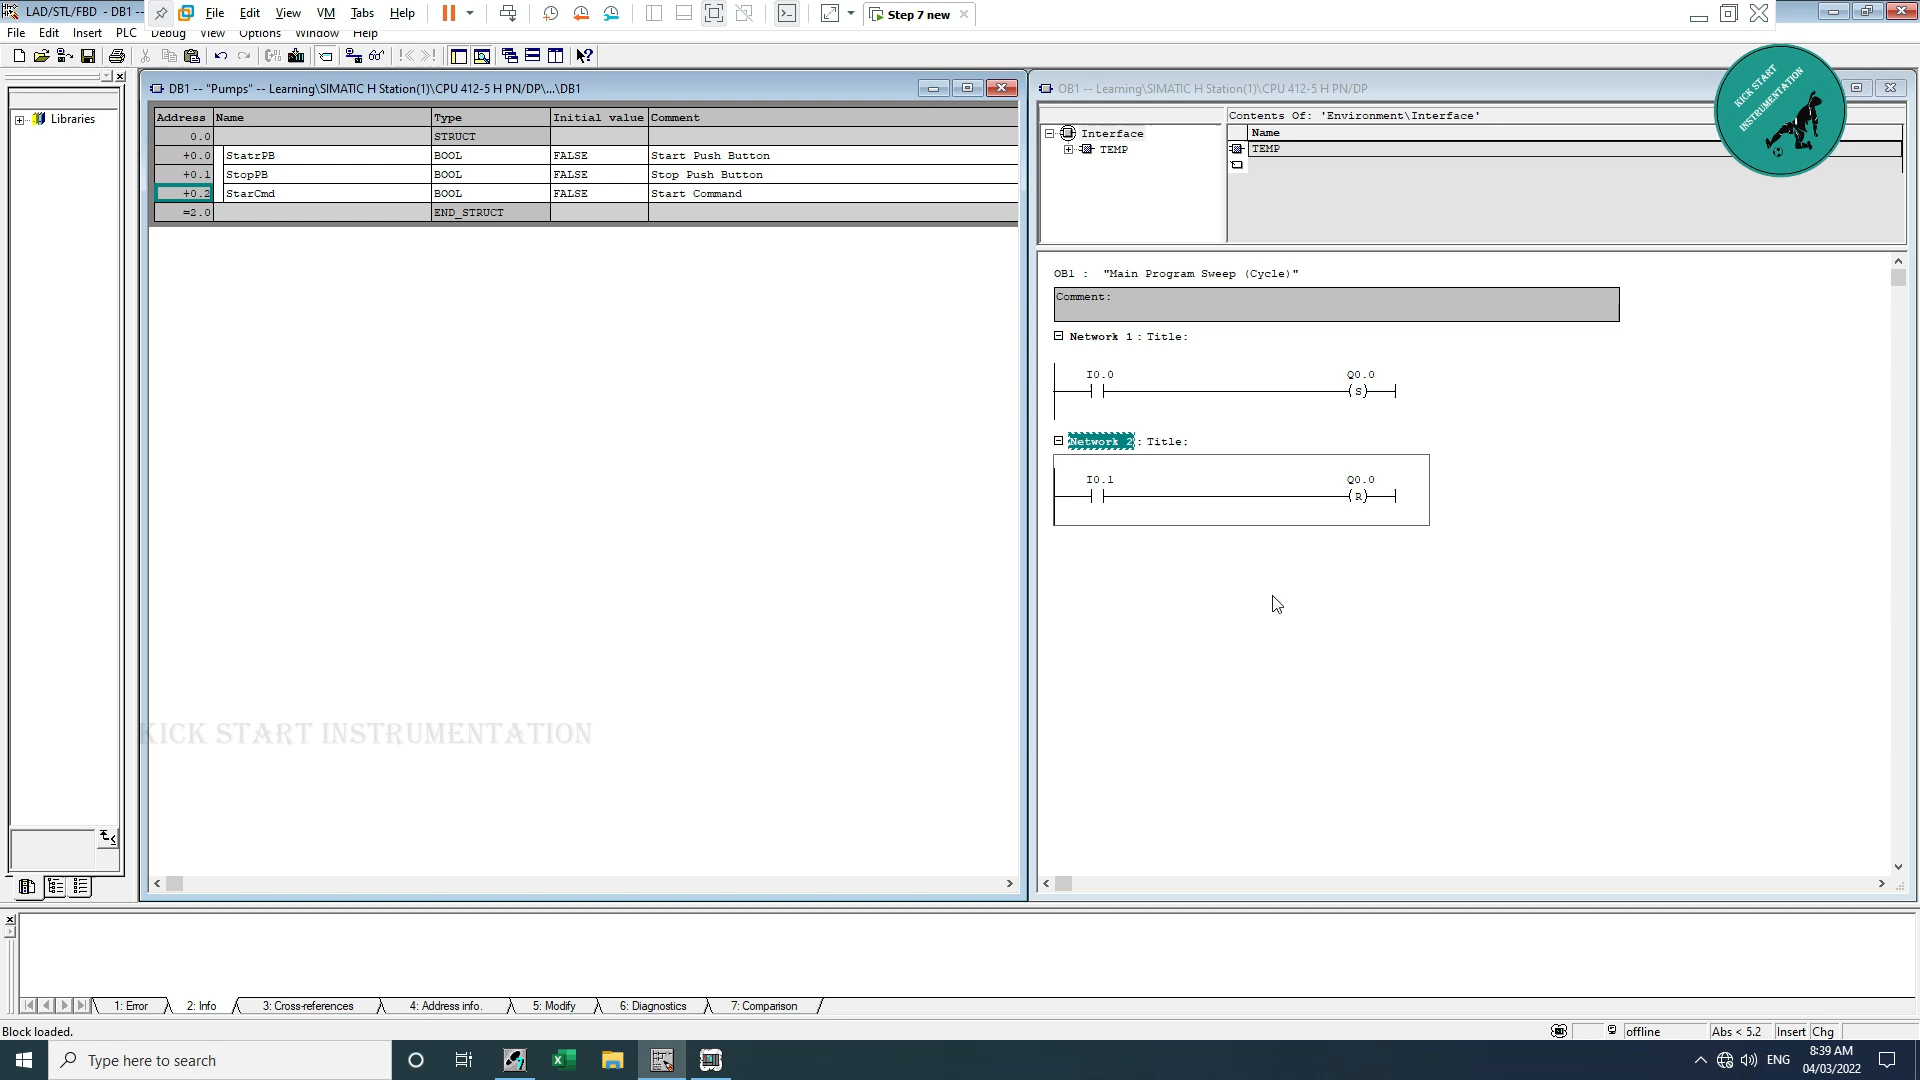 LAD/STL/FBD - DB1 --
File Edit View VM Tabs Help
Step 7 new
File Edit Insert PLC Debug View Options Window Help
Libraries
DB1 -- "Pumps" -- Learning\SIMATIC H Station(1)\CPU 412-5 H PN/DP\...\DB1
Address Name Type Initial value Comment
0.0 STRUCT
+0.0 StatrPB BOOL FALSE Start Push Button
+0.1 StopPB BOOL FALSE Stop Push Button
+0.2 StarCmd BOOL FALSE Start Command
=2.0 END_STRUCT
KICK START INSTRUMENTATION
OB1 -- Learning\SIMATIC H Station(1)\CPU 412-5 H PN/DP
Interface
TEMP
Contents Of: 'Environment\Interface'
Name
TEMP
KICK START
INSTRUMENTATION
OB1 : "Main Program Sweep (Cycle)"
Comment:
Network 1 : Title:
I0.0 Q0.0
S
Network 2 : Title:
I0.1 Q0.0
R
1: Error 2: Info 3: Cross-references 4: Address info. 5: Modify 6: Diagnostics 7: Comparison
Block loaded.
offline Abs < 5.2 Insert Chg
Type here to search
ENG
8:39 AM
04/03/2022